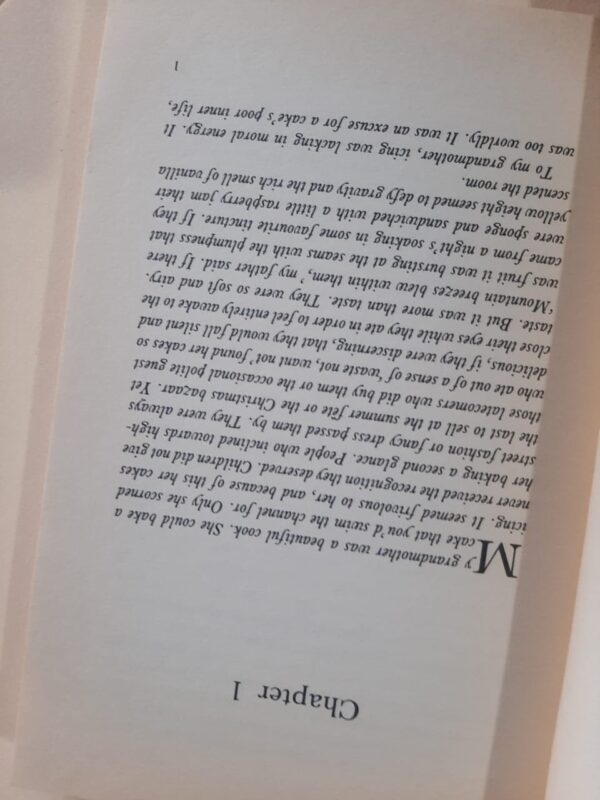 Chapter 1
My grandmother was a beautiful cook. She could bake a
cake that you'd swim the channel for. Only she scorned
icing. It seemed frivolous to her, and because of this her cakes
never received the recognition they deserved. Children did not give
her baking a second glance. People who inclined towards high-
street fashion or fancy dress passed them by. They were always
the last to sell at the summer fête or the Christmas bazaar. Yet
those latecomers who did buy them or the occasional polite guest
who ate out of a sense of 'waste not, want not' found her cakes so
delicious, if they were discerning, that they would fall silent and
close their eyes while they ate in order to feel entirely awake to the
taste. But it was more than taste. They were so soft and airy.
'Mountain breezes blew within them,' my father said. If there
was fruit it was bursting at the seams with the plumpness that
came from a night's soaking in some favourite tincture. If they
were sponge and sandwiched with a little raspberry jam their
yellow height seemed to defy gravity and the rich smell of vanilla
scented the room.
To my grandmother, icing was lacking in moral energy. It
was too worldly. It was an excuse for a cake's poor inner life,
1